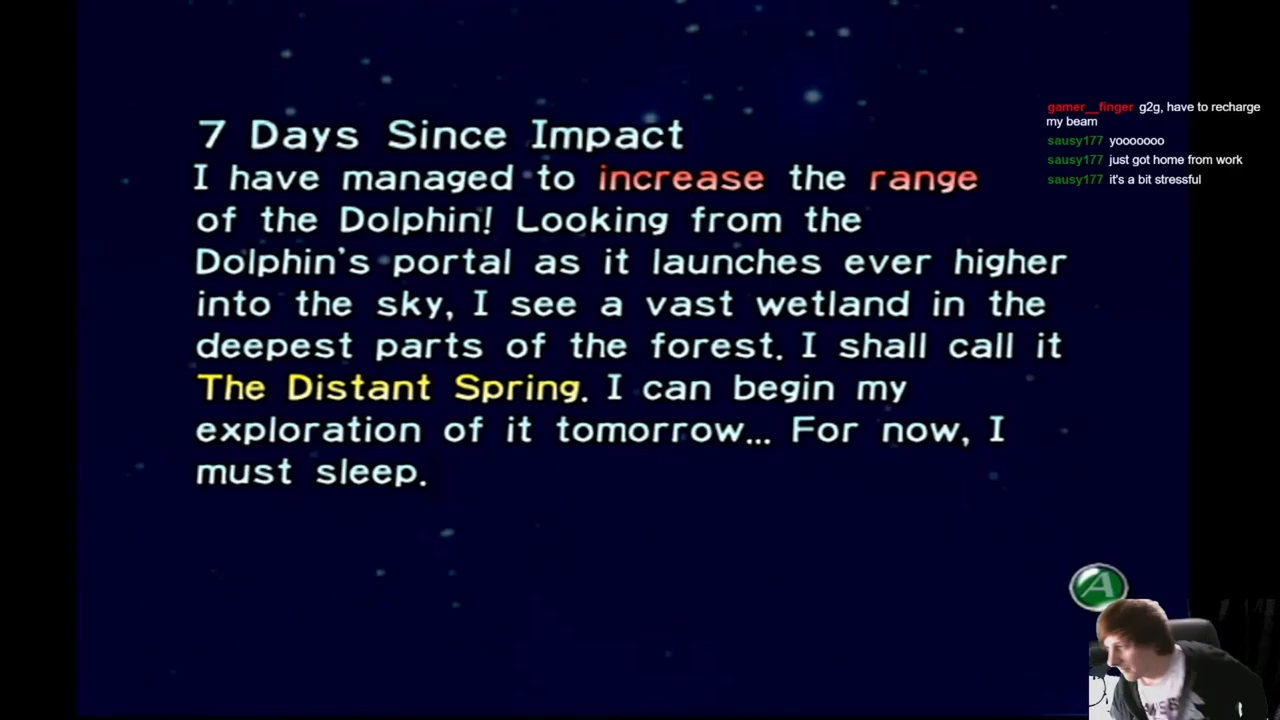 7 Days Since Impact
I have managed to increase the range
of the Dolphin! Looking from the
Dolphin's portal as it launches ever higher
into the sky, I see a vast wetland in the
deepest parts of the forest. I shall call it
The Distant Spring. I can begin my
exploration of it tomorrow... For now, I
must sleep.
A
gamer__finger g2g, have to recharge
my beam
sausy177 yooooooo
sausy177 just got home from work
sausy177 it's a bit stressful